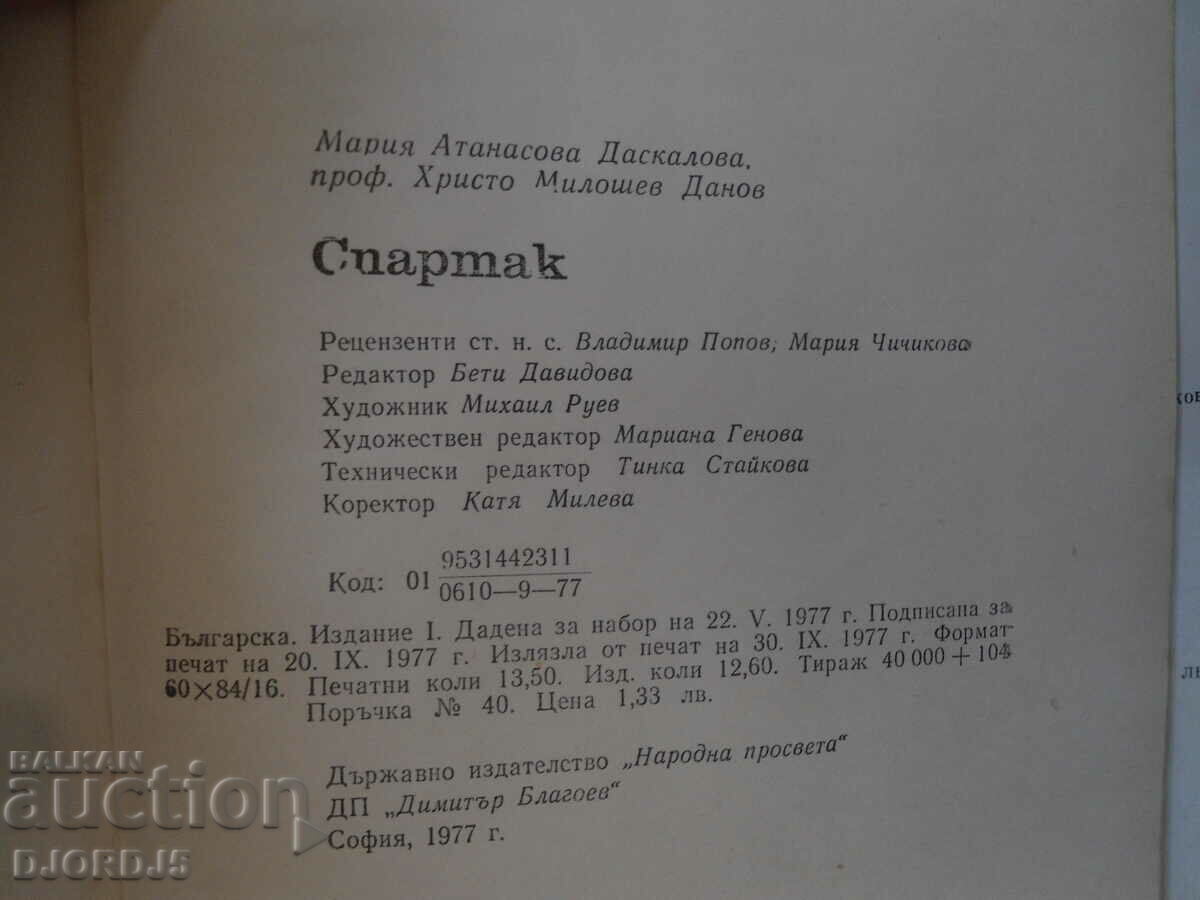 Мария Атанасова Даскалова,
проф. Христо Милошев Данов
Спартак
Рецензенти ст. н. с. Владимир Попов, Мария Чичикова
Редактор Бети Давидова
Художник Михаил Руев
Художествен редактор Мариана Генова
Технически редактор Тинка Стайкова
Коректор Катя Милева
9531442311
Код: 01
0610—9—77
Българска. Издание I. Дадена за набор на 22. V. 1977 г. Подписана за
печат на 20. IX. 1977 г. Излязла от печат на 30. IX. 1977 г. Формат
60×84/16. Печатни коли 13,50. Изд. коли 12,60. Тираж 40 000 + 104
Поръчка № 40. Цена 1,33 лв.
Държавно издателство „Народна просвета“
ДП „Димитър Благоев“
София, 1977 г.
BALKAN
auction
DJORDJ5